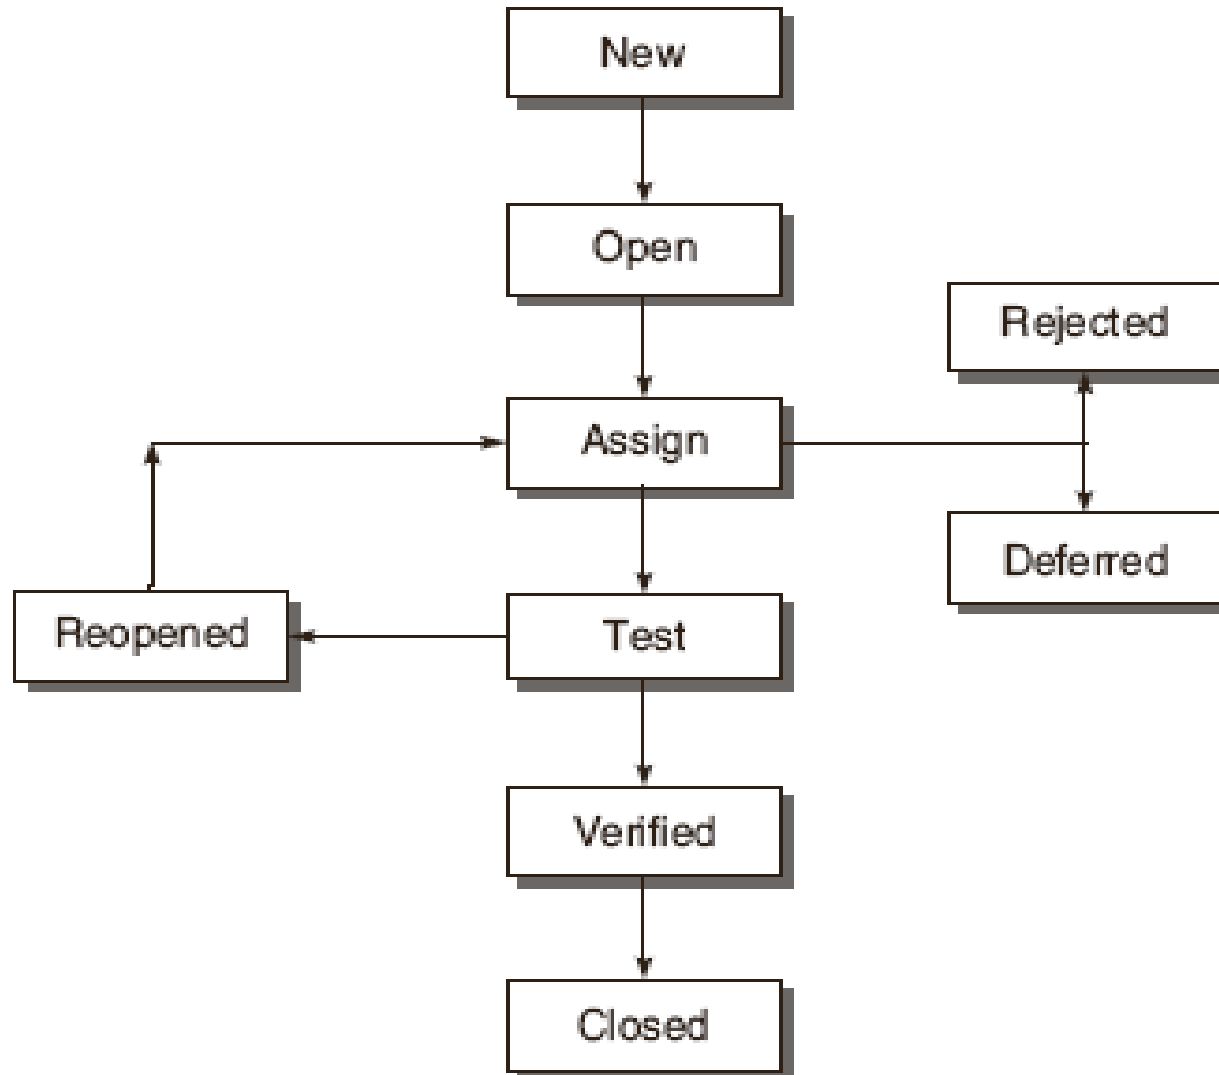 New
Open
Rejected
Assign
Deferred
Reopened
Test
Verified
Closed